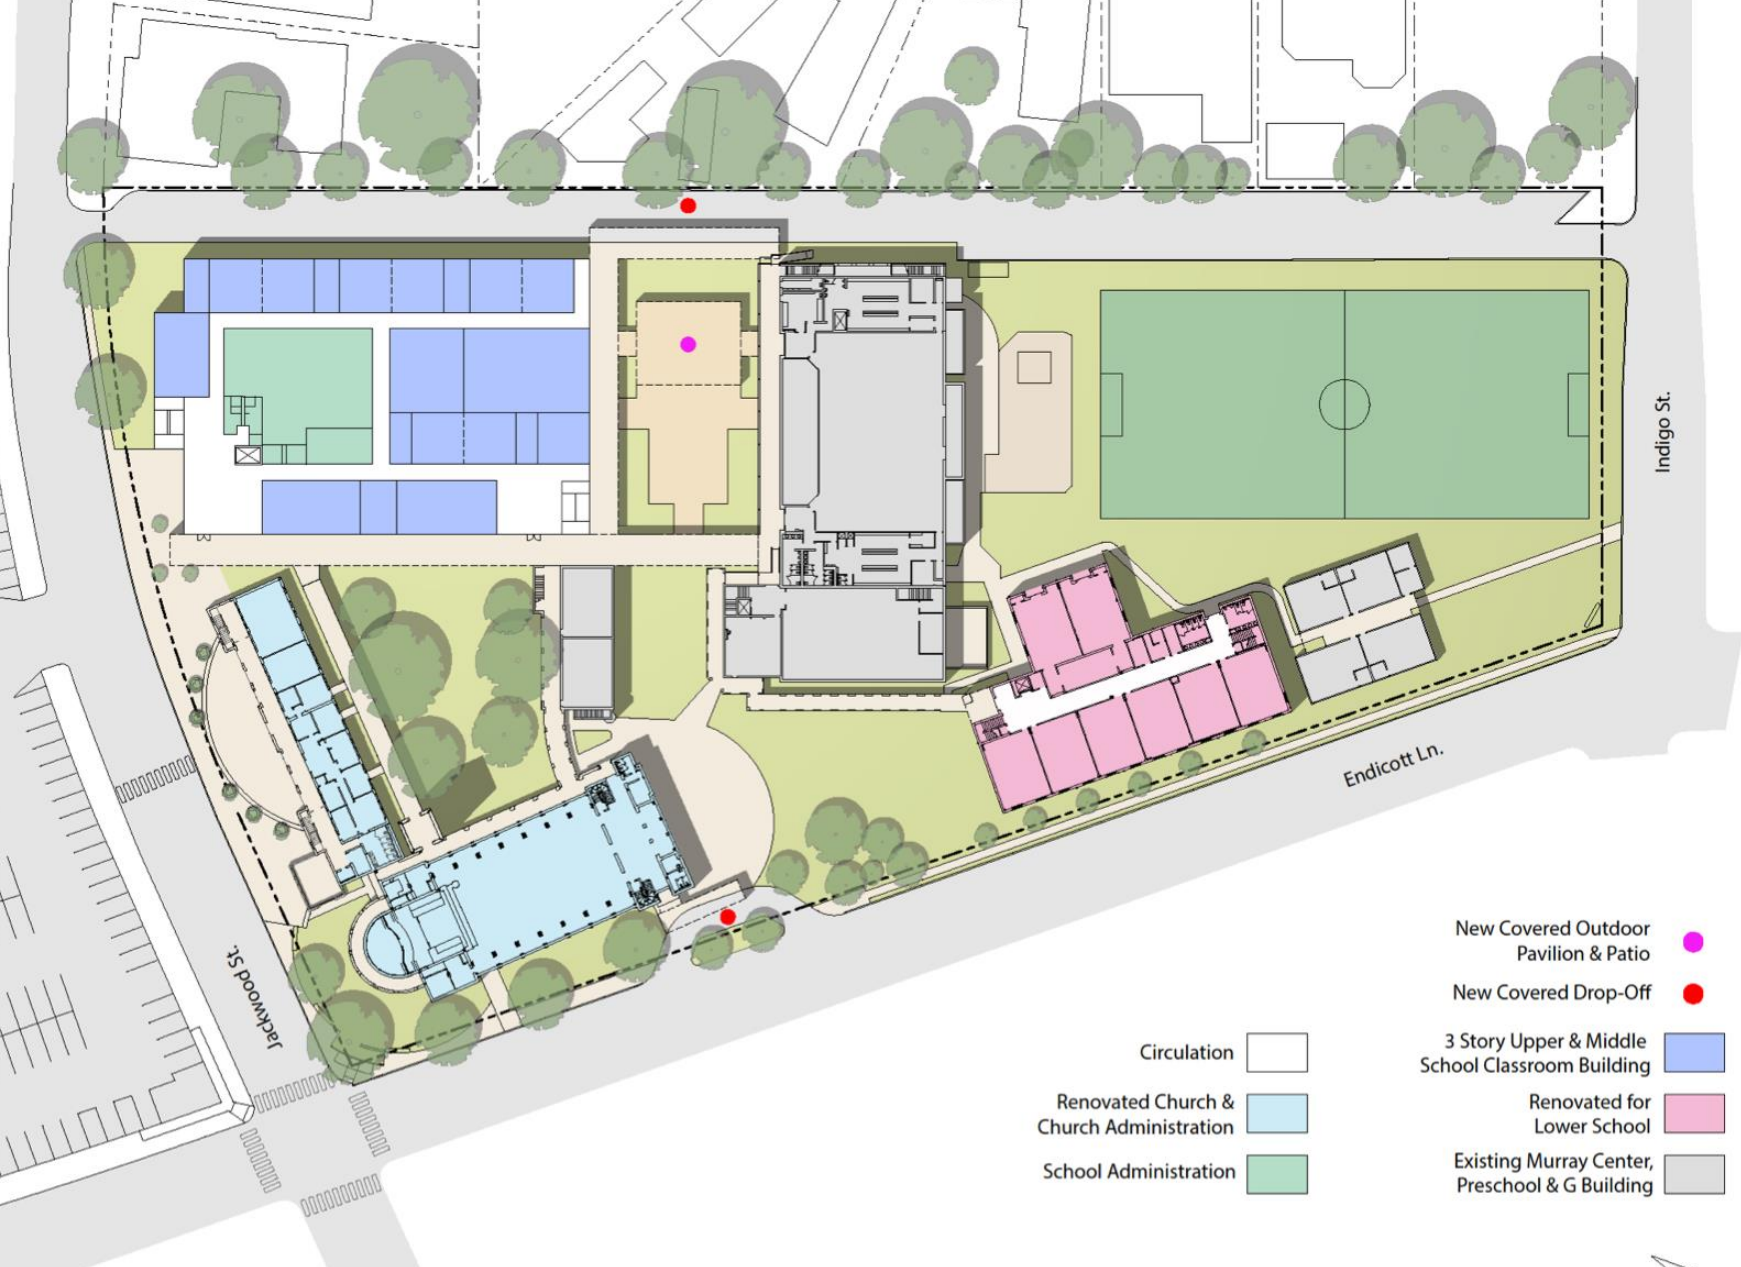 Indigo St.
Endicott Ln.
Jackwood St.
New Covered Outdoor
Pavilion & Patio
New Covered Drop-Off
Circulation
3 Story Upper & Middle
School Classroom Building
Renovated Church &
Church Administration
Renovated for
Lower School
School Administration
Existing Murray Center,
Preschool & G Building